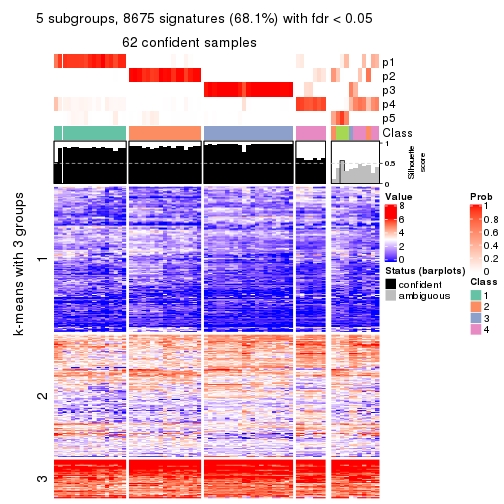 5 subgroups, 8675 signatures (68.1%) with fdr < 0.05
62 confident samples
p1
p2
p3
p4
p5
Class
1
0.5
0
Silhouette
score
k-means with 3 groups
1
2
3
Value
8
6
4
2
0
Status (barplots)
confident
ambiguous
Prob
1
0.8
0.6
0.4
0.2
0
Class
1
2
3
4